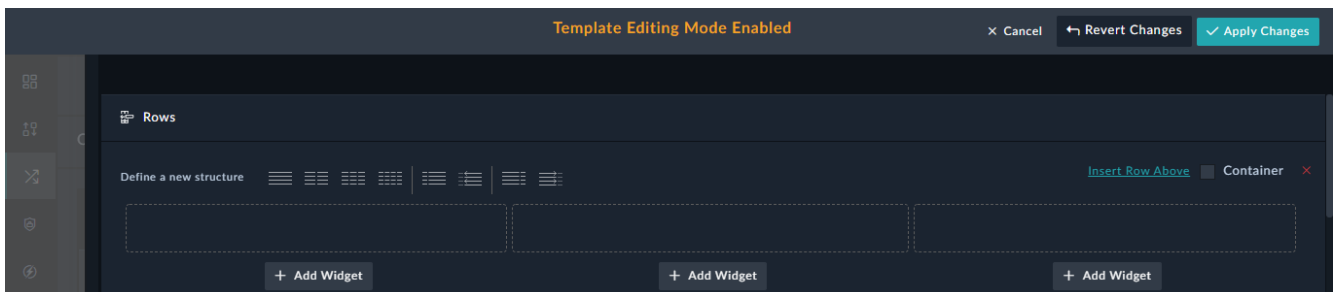 Template Editing Mode Enabled
× Cancel
Revert Changes
Apply Changes
Rows
Define a new structure
Insert Row Above
Container
+ Add Widget
+ Add Widget
+ Add Widget